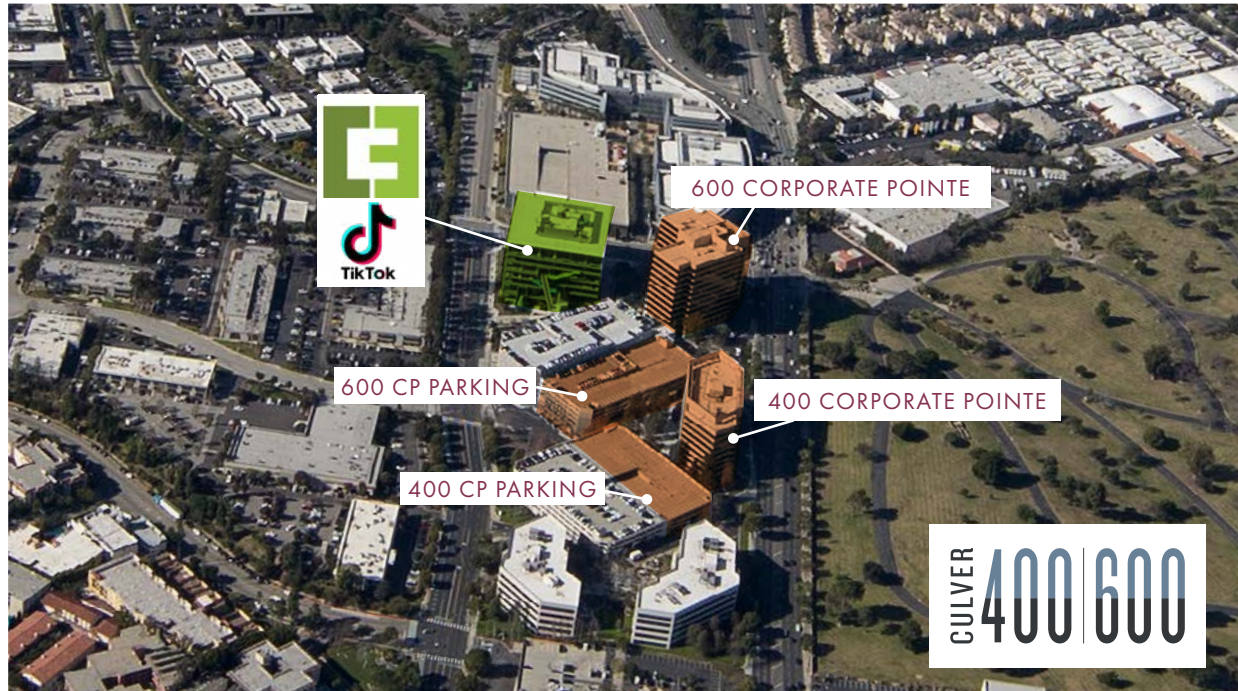 TikTok
600 CORPORATE POINTE
600 CP PARKING
400 CORPORATE POINTE
400 CP PARKING
CULVER
400|600